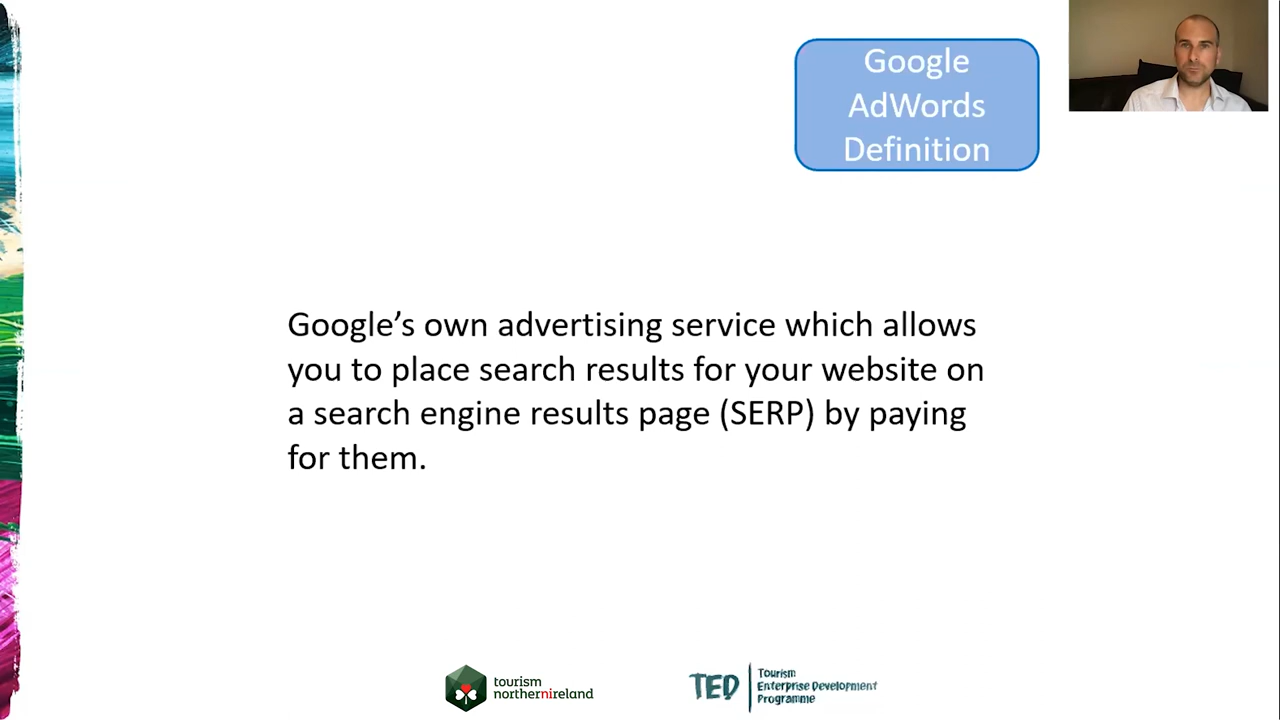 Google
AdWords
Definition
Google’s own advertising service which allows
you to place search results for your website on
a search engine results page (SERP) by paying
for them.
tourism
northernireland
TED
Tourism
Enterprise Development
Programme